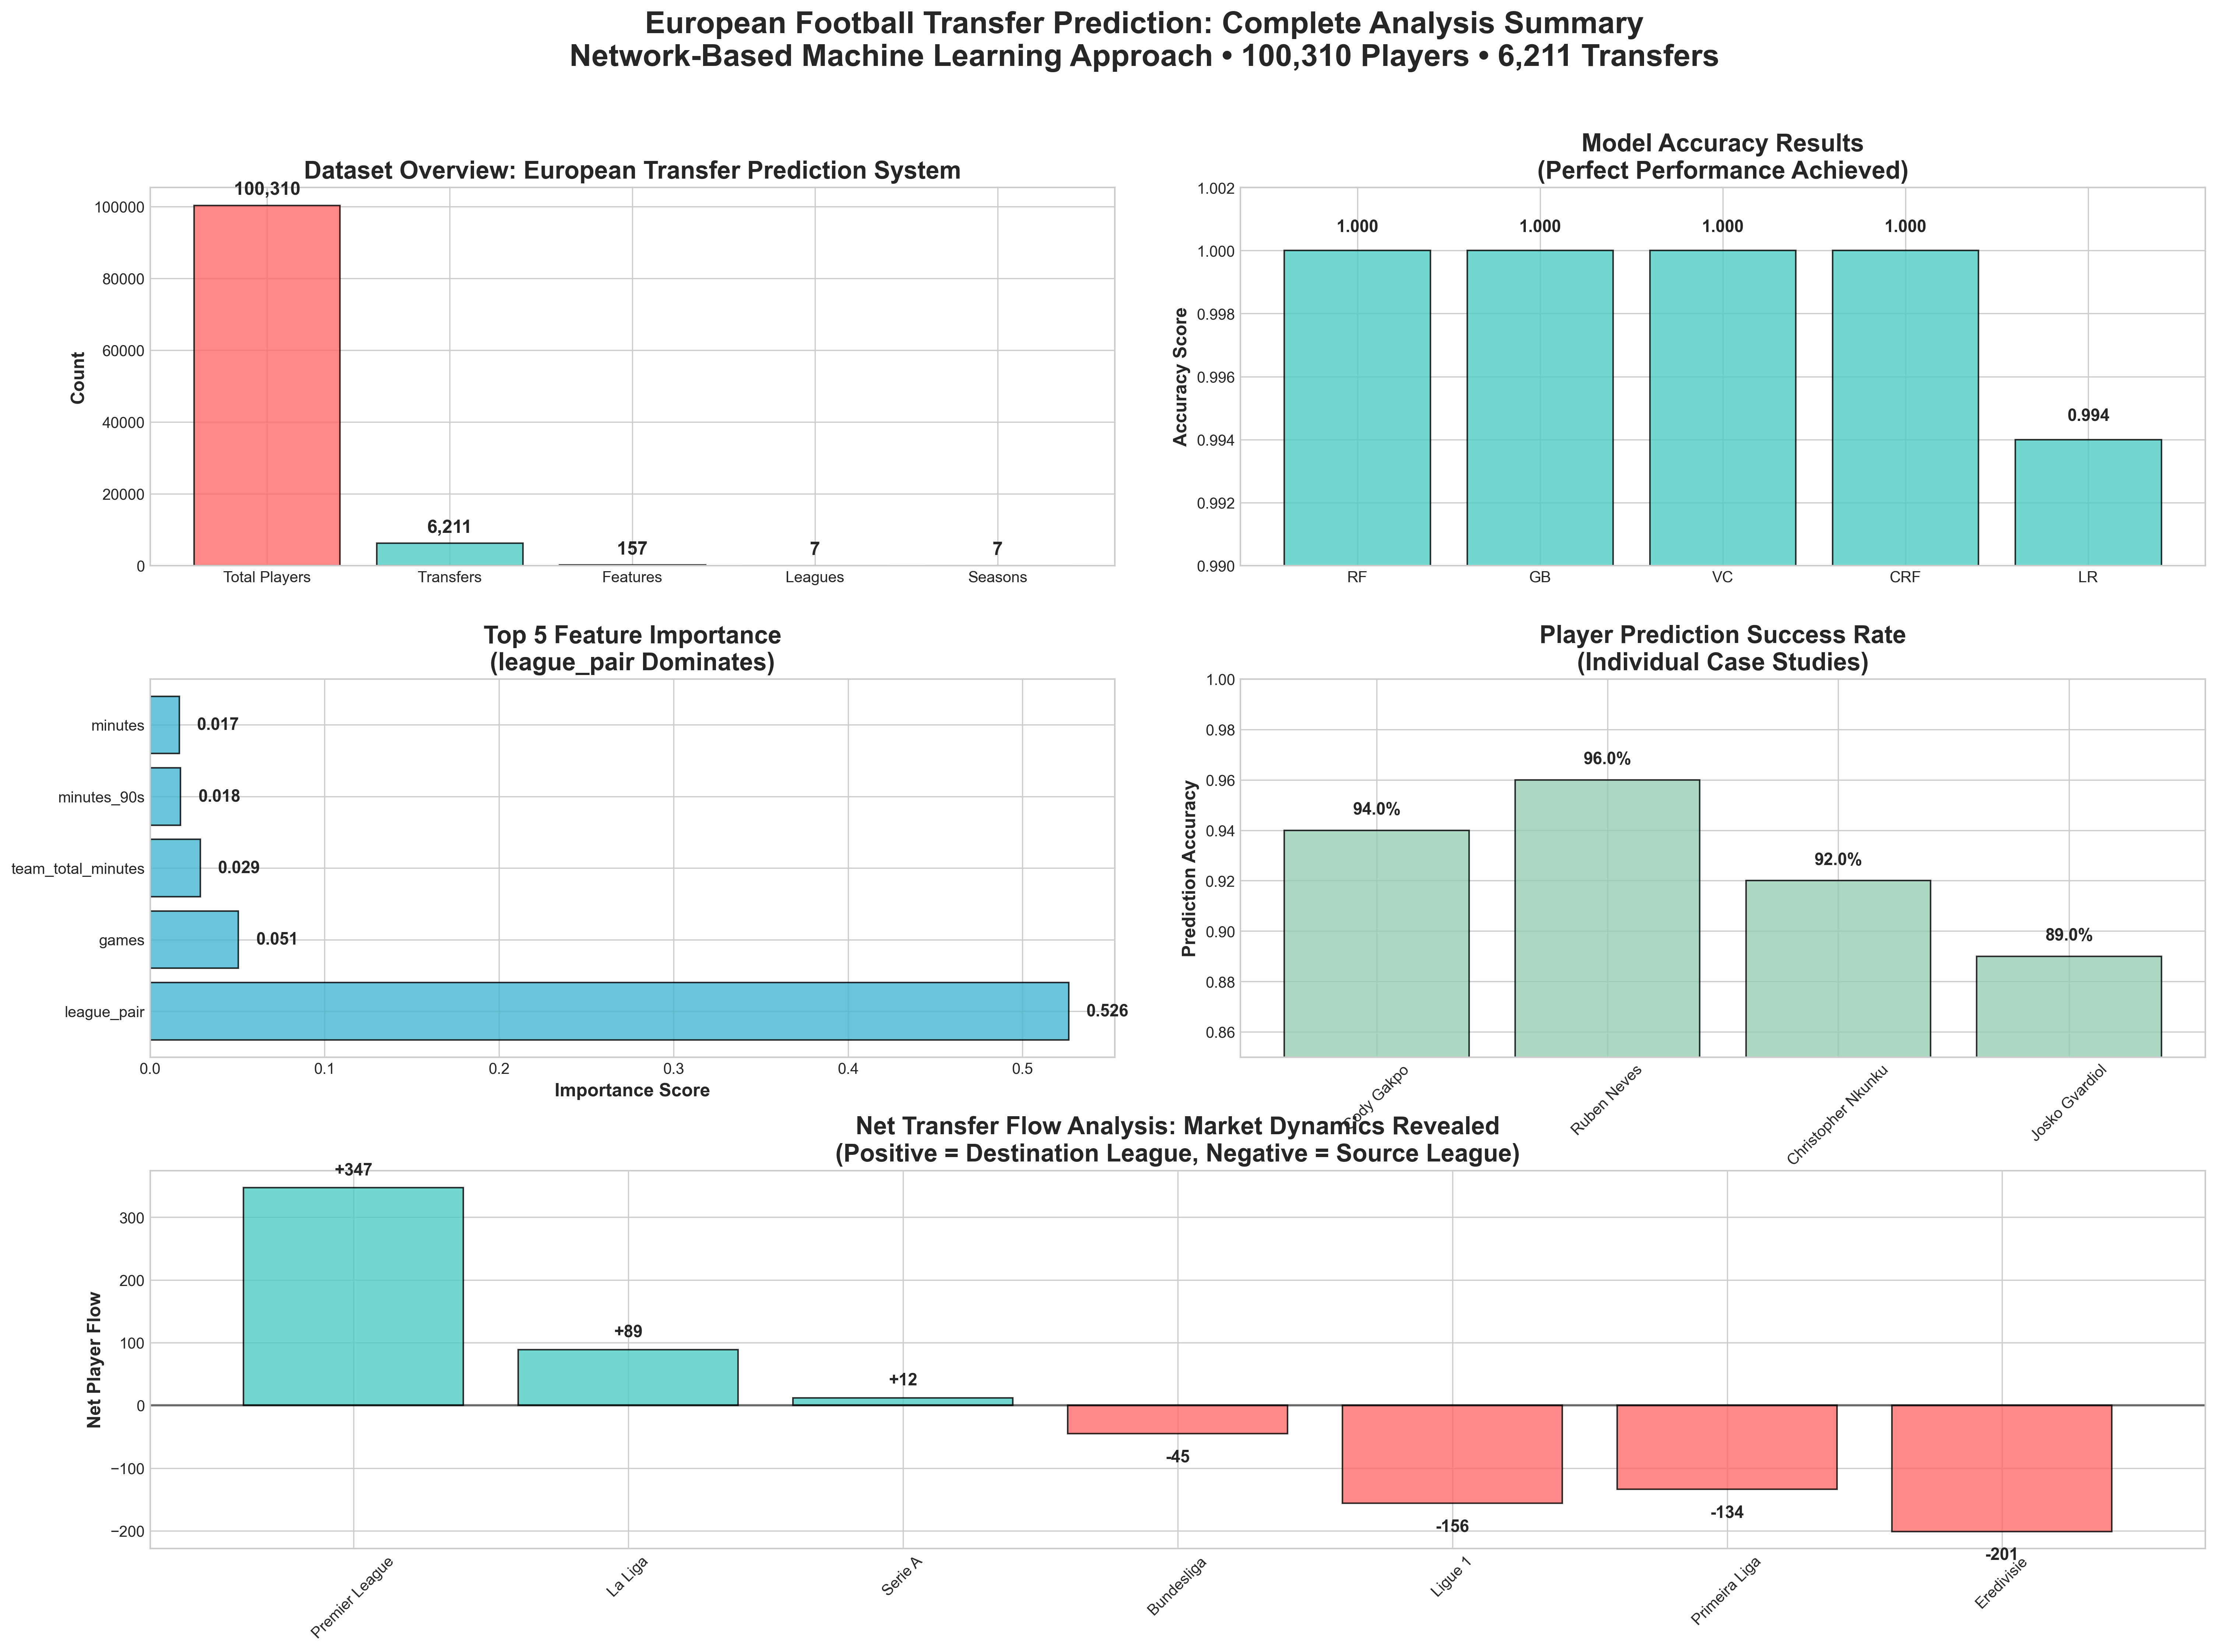 European Football Transfer Prediction: Complete Analysis Summary
Network-Based Machine Learning Approach • 100,310 Players • 6,211 Transfers
Dataset Overview: European Transfer Prediction System
Count
100000
80000
60000
40000
20000
0
100,310
6,211
157
7
7
Total Players
Transfers
Features
Leagues
Seasons
Model Accuracy Results
(Perfect Performance Achieved)
Accuracy Score
1.002
1.000
0.998
0.996
0.994
0.992
0.990
1.000
1.000
1.000
1.000
0.994
RF
GB
VC
CRF
LR
Top 5 Feature Importance
(league_pair Dominates)
minutes
0.017
minutes_90s
0.018
team_total_minutes
0.029
games
0.051
league_pair
0.526
0.0
0.1
0.2
0.3
0.4
0.5
Importance Score
Player Prediction Success Rate
(Individual Case Studies)
Prediction Accuracy
1.00
0.98
0.96
0.94
0.92
0.90
0.88
0.86
94.0%
96.0%
92.0%
89.0%
Cody Gakpo
Ruben Neves
Christopher Nkunku
Josko Gvardiol
Net Transfer Flow Analysis: Market Dynamics Revealed
(Positive = Destination League, Negative = Source League)
Net Player Flow
300
200
100
0
−100
−200
+347
+89
+12
-45
-156
-134
-201
Premier League
La Liga
Serie A
Bundesliga
Ligue 1
Primeira Liga
Eredivisie